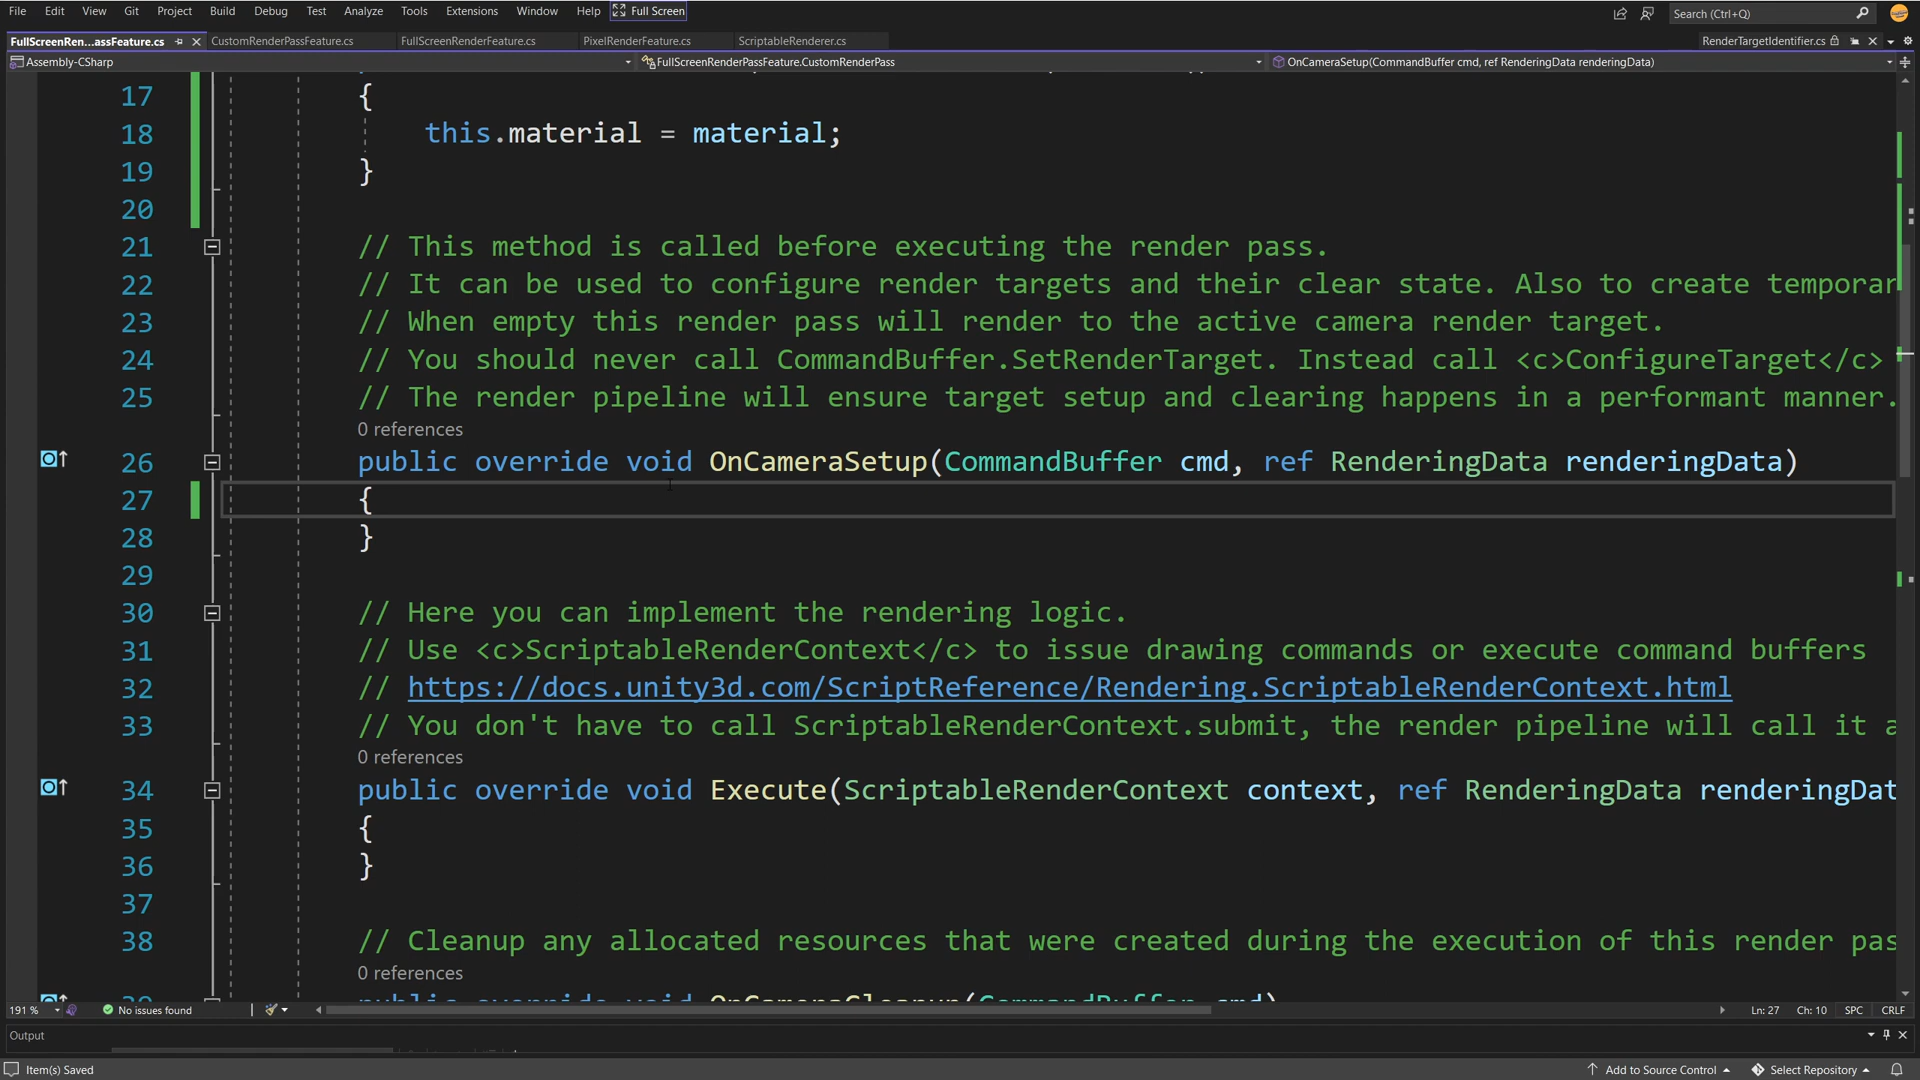 File Edit View Git Project Build Debug Test Analyze Tools Extensions Window Help Full Screen Search (Ctrl+Q)
FullScreenRen...assFeature.cs CustomRenderPassFeature.cs FullScreenRenderFeature.cs PixelRenderFeature.cs ScriptableRenderer.cs RenderTargetIdentifier.cs
Assembly-CSharp FullScreenRenderPassFeature.CustomRenderPass OnCameraSetup(CommandBuffer cmd, ref RenderingData renderingData)
17 {
18 this.material = material;
19 }
20
21 // This method is called before executing the render pass.
22 // It can be used to configure render targets and their clear state. Also to create temporar
23 // When empty this render pass will render to the active camera render target.
24 // You should never call CommandBuffer.SetRenderTarget. Instead call <c>ConfigureTarget</c>
25 // The render pipeline will ensure target setup and clearing happens in a performant manner.
0 references
26 public override void OnCameraSetup(CommandBuffer cmd, ref RenderingData renderingData)
27 {
28 }
29
30 // Here you can implement the rendering logic.
31 // Use <c>ScriptableRenderContext</c> to issue drawing commands or execute command buffers
32 // https://docs.unity3d.com/ScriptReference/Rendering.ScriptableRenderContext.html
33 // You don't have to call ScriptableRenderContext.submit, the render pipeline will call it a
0 references
34 public override void Execute(ScriptableRenderContext context, ref RenderingData renderingDat
35 {
36 }
37
38 // Cleanup any allocated resources that were created during the execution of this render pas
0 references
39 public override void OnCameraCleanup(CommandBuffer cmd)
191 % No issues found Ln: 27 Ch: 10 SPC CRLF
Output
Item(s) Saved Add to Source Control Select Repository